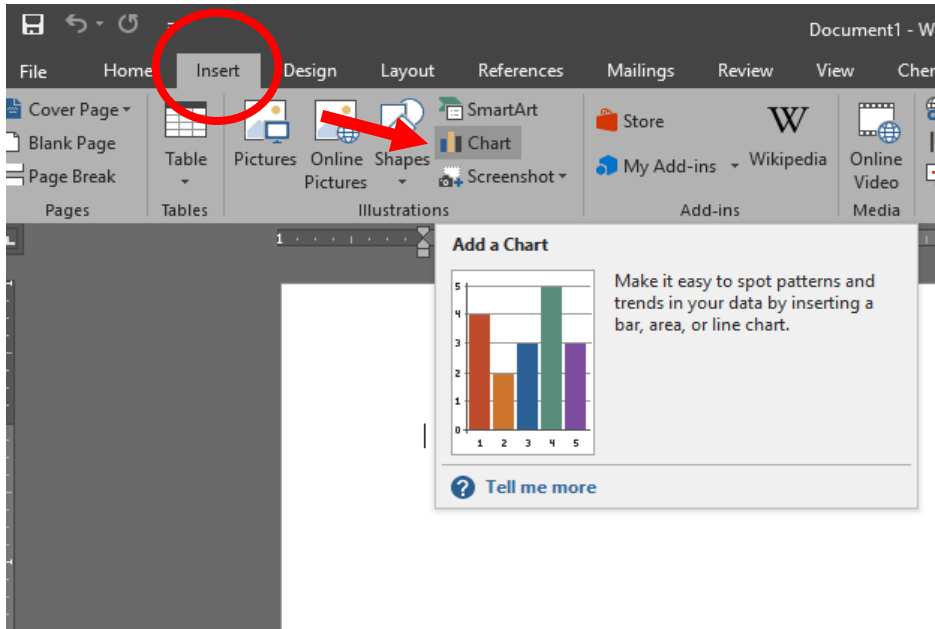 Document1 - W
File Home Insert Design Layout References Mailings Review View Cher
Cover Page
Blank Page
Page Break
Pages
Table
Tables
Pictures
Online
Pictures
Shapes
SmartArt
Chart
Screenshot
Illustrations
Store
My Add-ins
W
Wikipedia
Add-ins
Online
Video
Media
1
L
Add a Chart
5
4
3
2
1
0
1 2 3 4 5
Make it easy to spot patterns and
trends in your data by inserting a
bar, area, or line chart.
? Tell me more
1